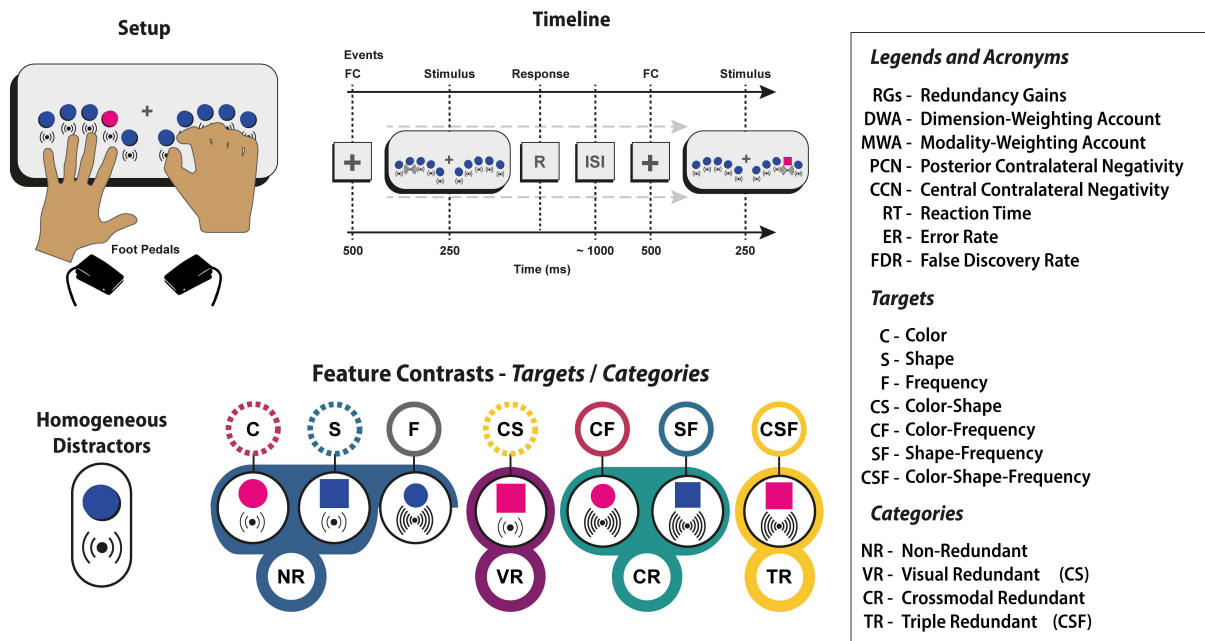 Setup
Foot Pedals
Timeline
Events
FC Stimulus Response FC Stimulus
R ISI
500 250 ~ 1000 500 250
Time (ms)
Feature Contrasts - Targets / Categories
Homogeneous
Distractors
C S F CS CF SF CSF
NR VR CR TR
Legends and Acronyms
RGs - Redundancy Gains
DWA - Dimension-Weighting Account
MWA - Modality-Weighting Account
PCN - Posterior Contralateral Negativity
CCN - Central Contralateral Negativity
RT - Reaction Time
ER - Error Rate
FDR - False Discovery Rate
Targets
C - Color
S - Shape
F - Frequency
CS - Color-Shape
CF - Color-Frequency
SF - Shape-Frequency
CSF - Color-Shape-Frequency
Categories
NR - Non-Redundant
VR - Visual Redundant (CS)
CR - Crossmodal Redundant
TR - Triple Redundant (CSF)